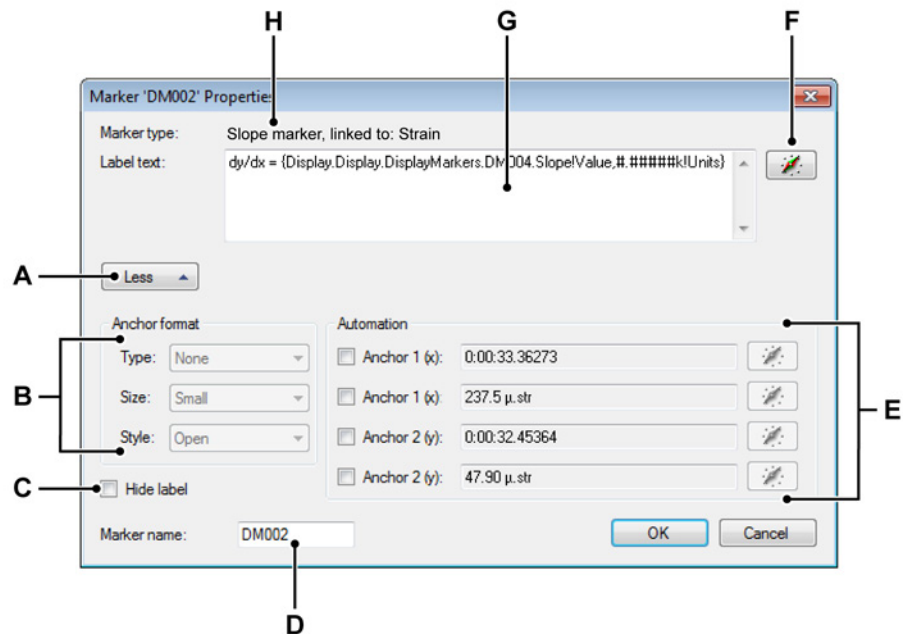 H G F
Marker 'DM002' Properties
Marker type: Slope marker, linked to: Strain
Label text: dy/dx = {Display.Display.DisplayMarkers.DM004.Slope!Value,#.#####k!Units}
A Less
Anchor format Automation
Type: None Anchor 1 (x): 0:00:33.36273
B Size: Small Anchor 1 (x): 237.5 µ.str E
Style: Open Anchor 2 (y): 0:00:32.45364
Anchor 2 (y): 47.90 µ.str
C Hide label
Marker name: DM002 OK Cancel
D